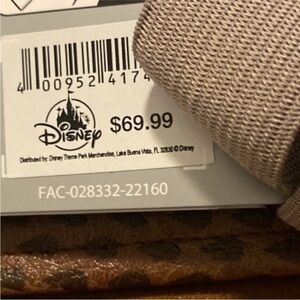 4 00952 4174
Disney
$69.99
Distributed by: Disney Theme Park Merchandise, Lake Buena Vista, FL 32830 © Disney
FAC-028332-22160